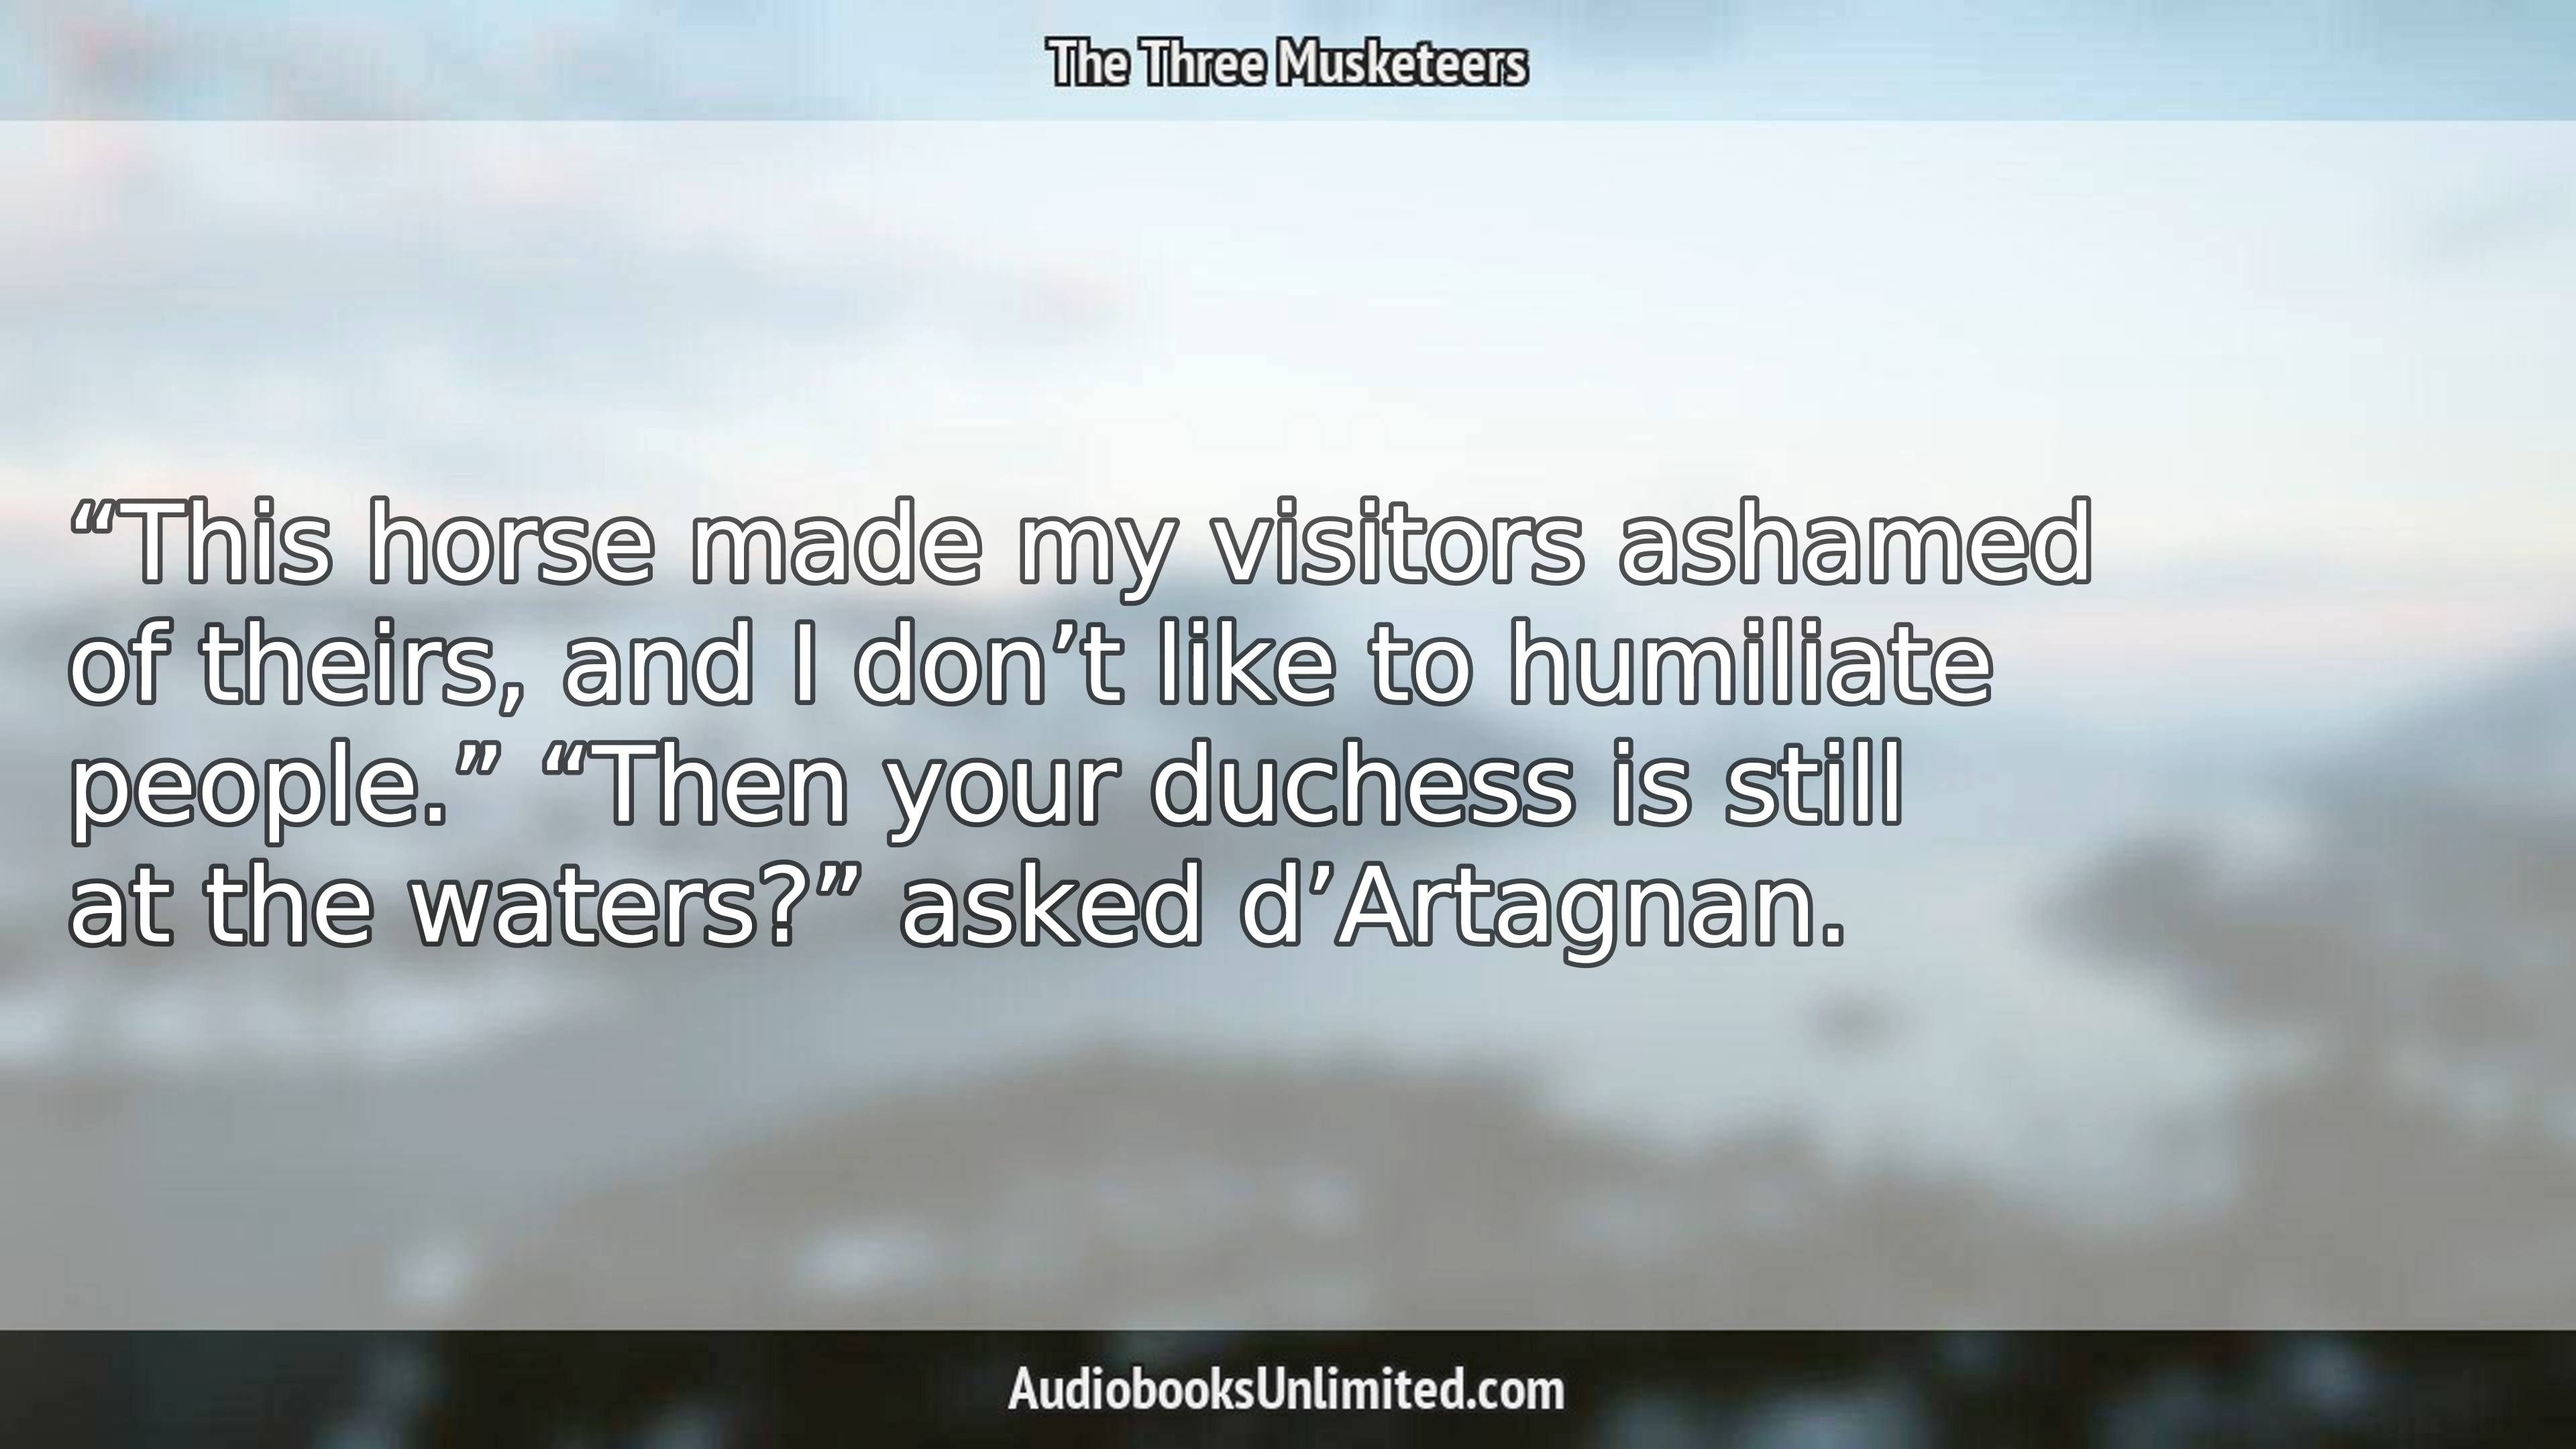 The Three Musketeers
“This horse made my visitors ashamed
of theirs, and I don’t like to humiliate
people.” “Then your duchess is still
at the waters?” asked d’Artagnan.
AudiobooksUnlimited.com